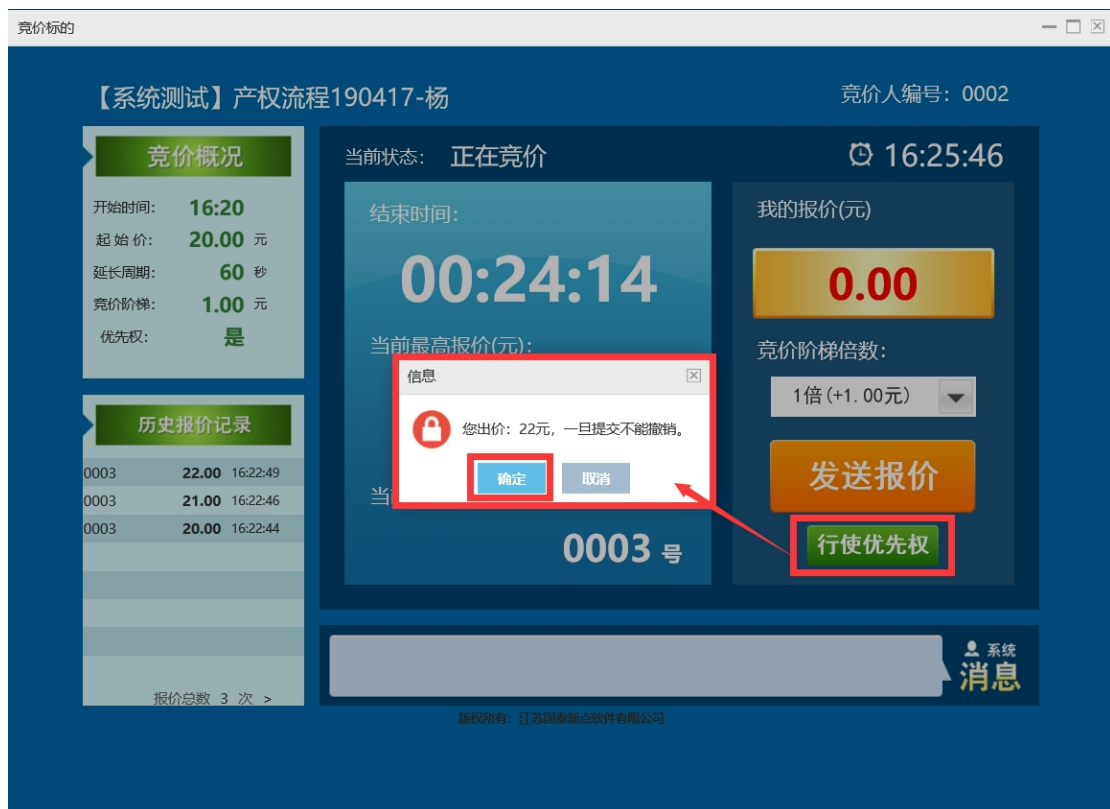 竞价标的
【系统测试】产权流程190417-杨
竞价人编号：0002
竞价概况
开始时间： 16:20
起 始 价： 20.00 元
延长周期： 60 秒
竞价阶梯： 1.00 元
优先权： 是
历史报价记录
0003 22.00 16:22:49
0003 21.00 16:22:46
0003 20.00 16:22:44
报价总数 3 次 >
当前状态： 正在竞价
16:25:46
结束时间：
00:24:14
当前最高报价(元)：
信息
您出价：22元，一旦提交不能撤销。
确定 取消
当
0003 号
我的报价(元)
0.00
竞价阶梯倍数：
1倍(+1.00元)
发送报价
行使优先权
系统
消息
版权所有：江苏国泰新点软件有限公司